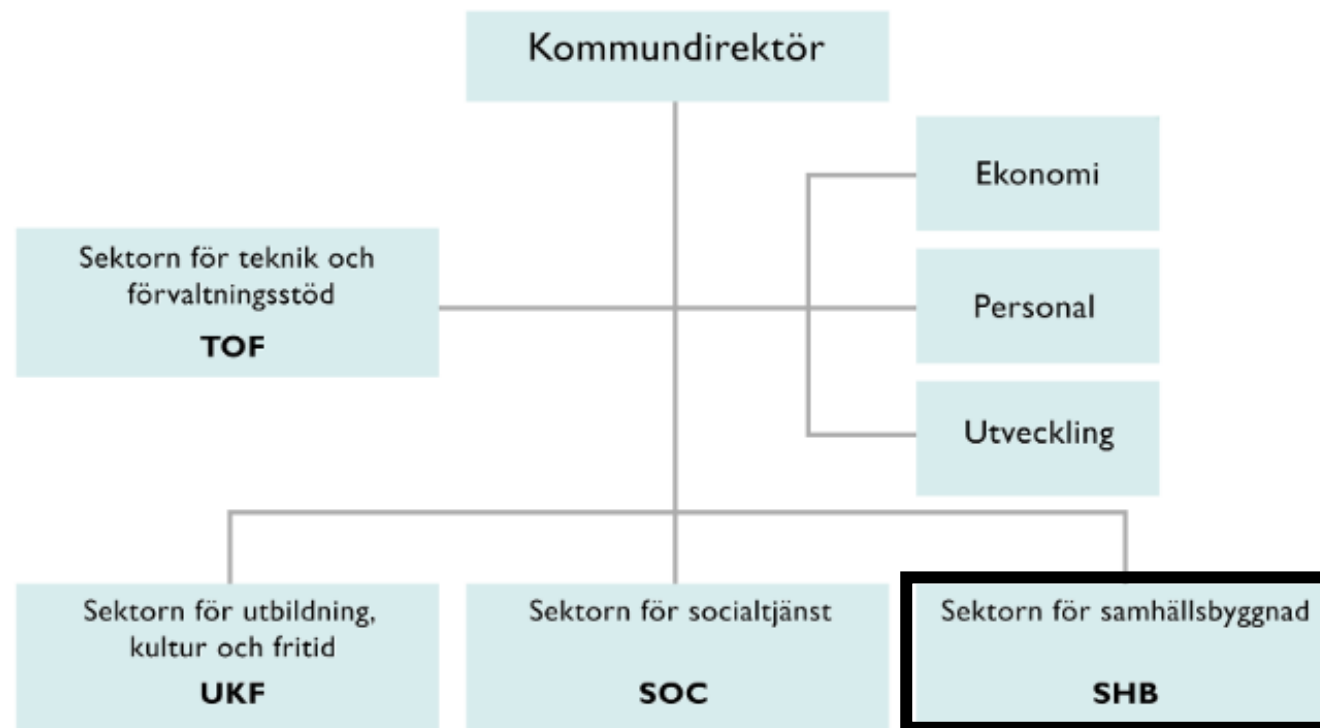 Kommundirektör
Ekonomi
Sektorn för teknik och
förvaltningsstöd
TOF
Personal
Utveckling
Sektorn för utbildning,
kultur och fritid
UKF
Sektorn för socialtjänst
SOC
Sektorn för samhällsbyggnad
SHB